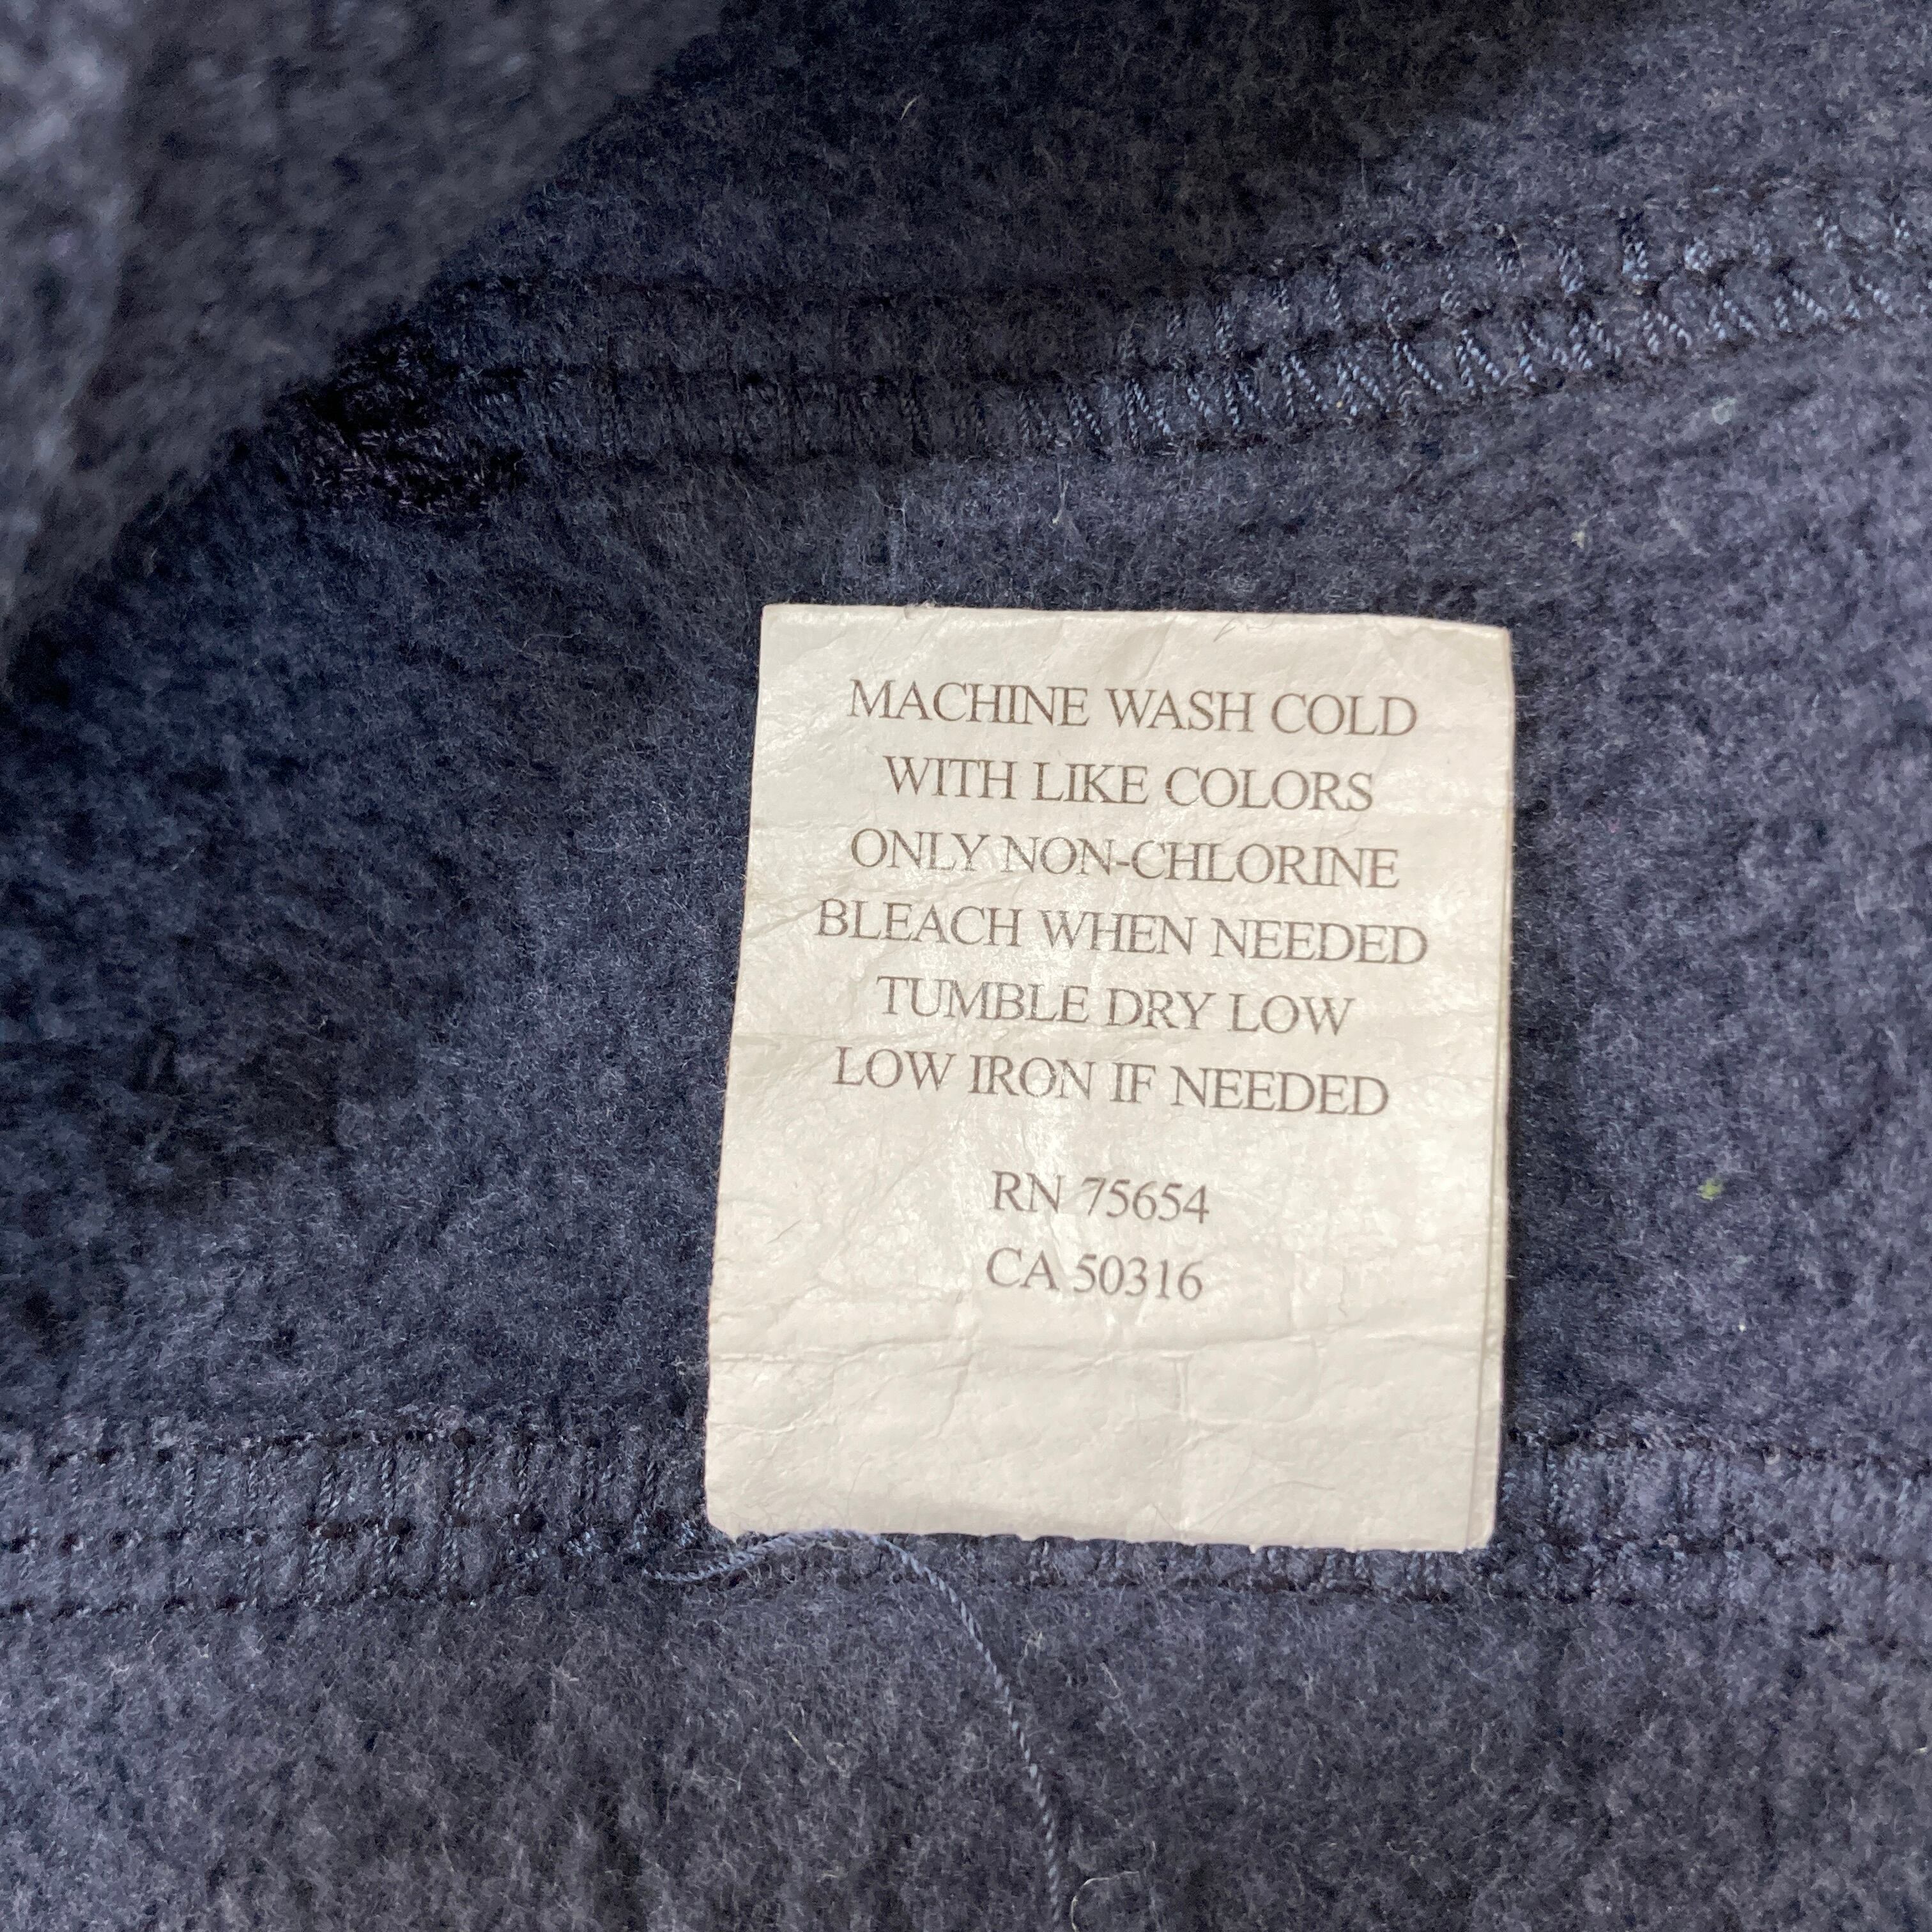 MACHINE WASH COLD
WITH LIKE COLORS
ONLY NON-CHLORINE
BLEACH WHEN NEEDED
TUMBLE DRY LOW
LOW IRON IF NEEDED
RN 75654
CA 50316